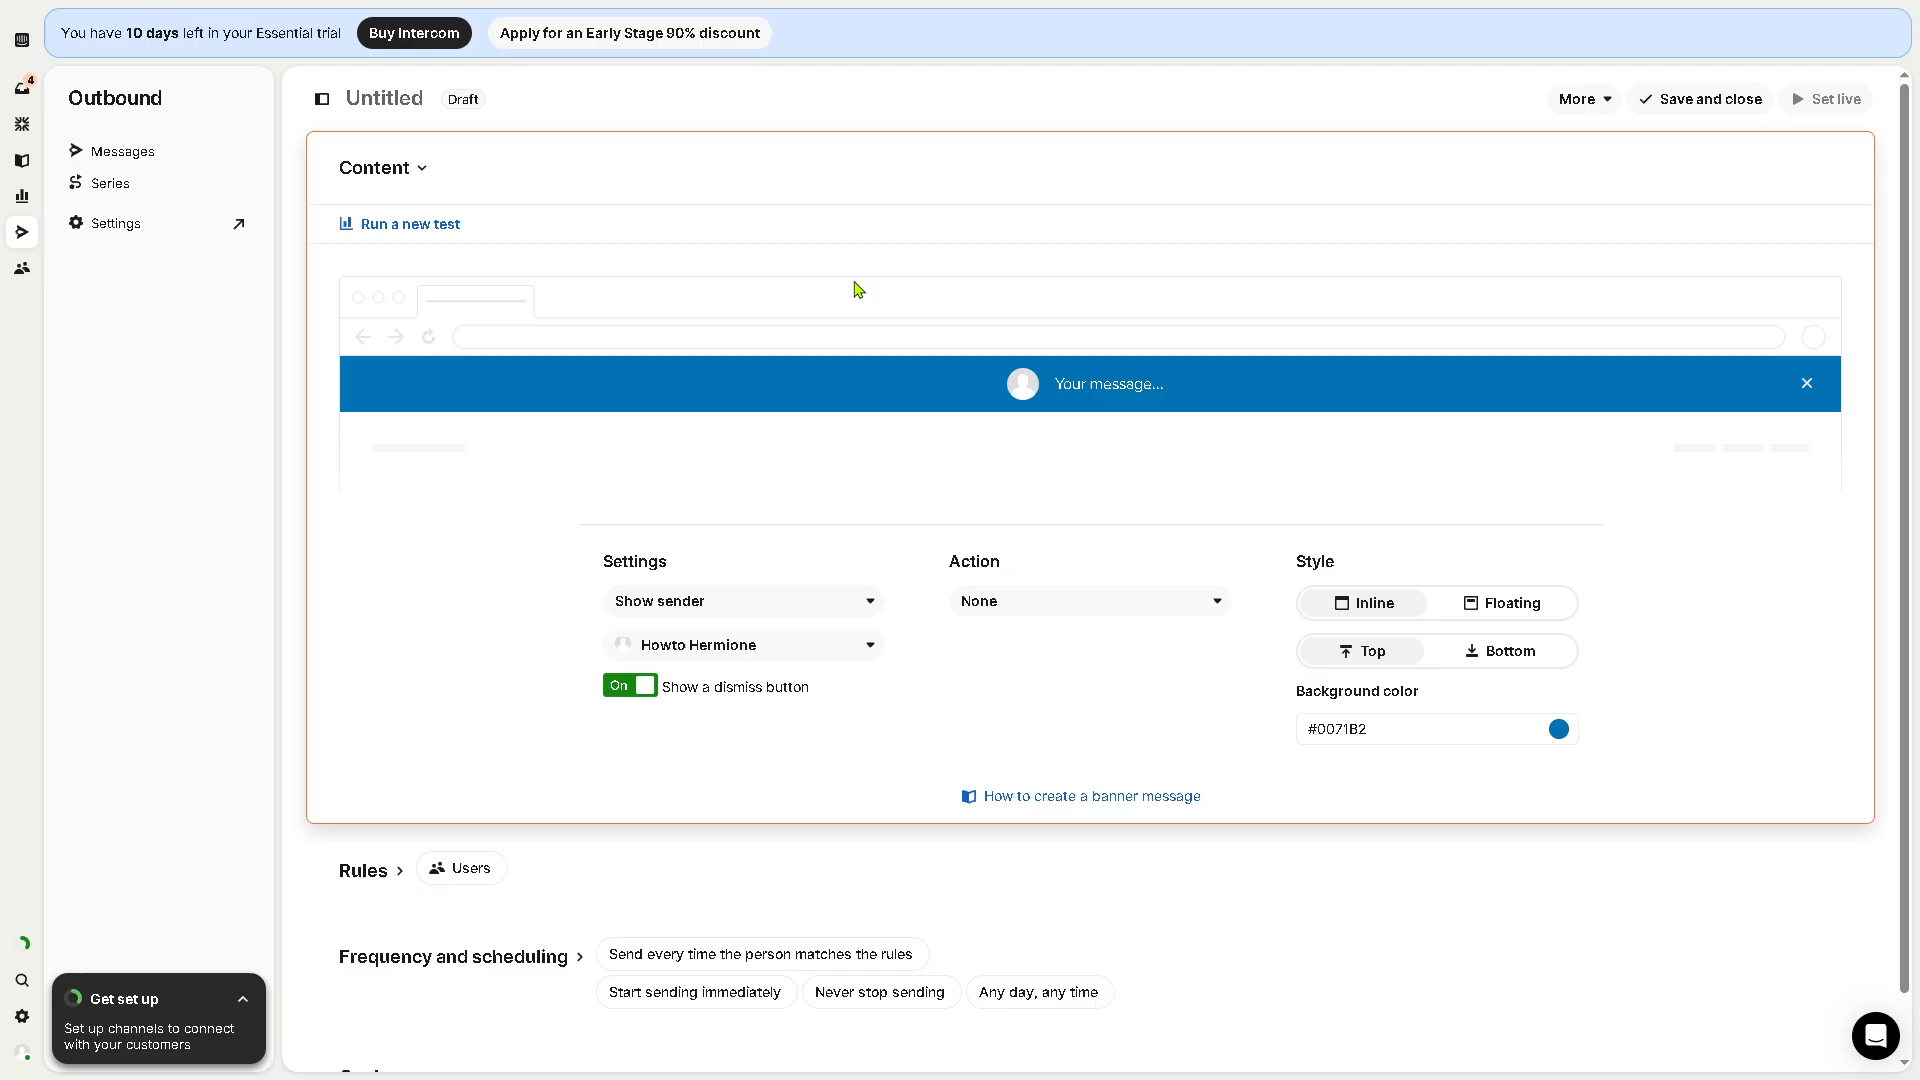 You have 10 days left in your Essential trial
Buy Intercom
Apply for an Early Stage 90% discount
4
Outbound
Messages
Series
Settings
Untitled
Draft
More
Save and close
Set live
Content
Run a new test
Your message...
Settings
Action
Style
Show sender
None
Inline
Floating
Howto Hermione
Top
Bottom
On
Show a dismiss button
Background color
#0071B2
How to create a banner message
Rules
Users
Frequency and scheduling
Send every time the person matches the rules
Start sending immediately
Never stop sending
Any day, any time
Get set up
Set up channels to connect
with your customers